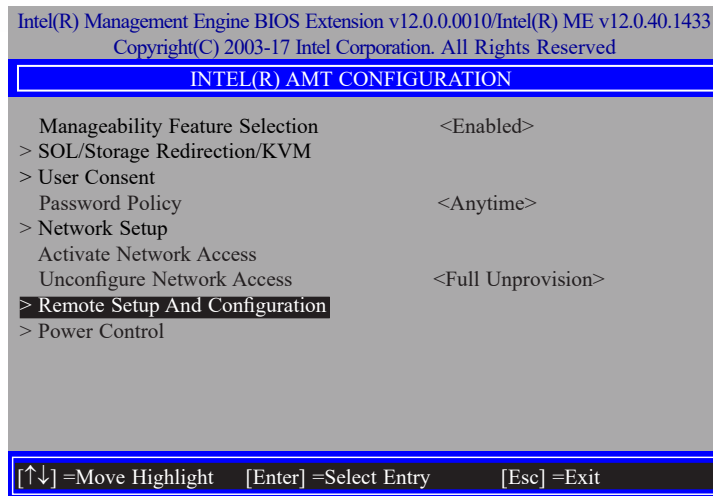 Intel(R) Management Engine BIOS Extension v12.0.0.0010/Intel(R) ME v12.0.40.1433
Copyright(C) 2003-17 Intel Corporation. All Rights Reserved
INTEL(R) AMT CONFIGURATION
Manageability Feature Selection <Enabled>
> SOL/Storage Redirection/KVM
> User Consent
Password Policy <Anytime>
> Network Setup
Activate Network Access
Unconfigure Network Access <Full Unprovision>
> Remote Setup And Configuration
> Power Control
[↑↓] =Move Highlight [Enter] =Select Entry [Esc] =Exit